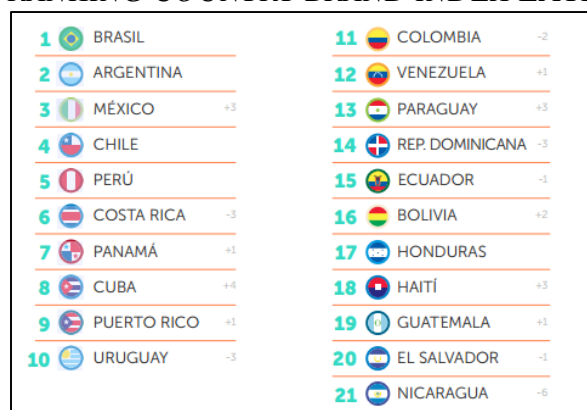 1 BRASIL
2 ARGENTINA
3 MÉXICO +3
4 CHILE
5 PERÚ
6 COSTA RICA -3
7 PANAMÁ +1
8 CUBA +4
9 PUERTO RICO +1
10 URUGUAY -3
11 COLOMBIA -2
12 VENEZUELA +1
13 PARAGUAY +3
14 REP. DOMINICANA -3
15 ECUADOR -1
16 BOLIVIA +2
17 HONDURAS
18 HAITÍ +3
19 GUATEMALA +1
20 EL SALVADOR -1
21 NICARAGUA -6